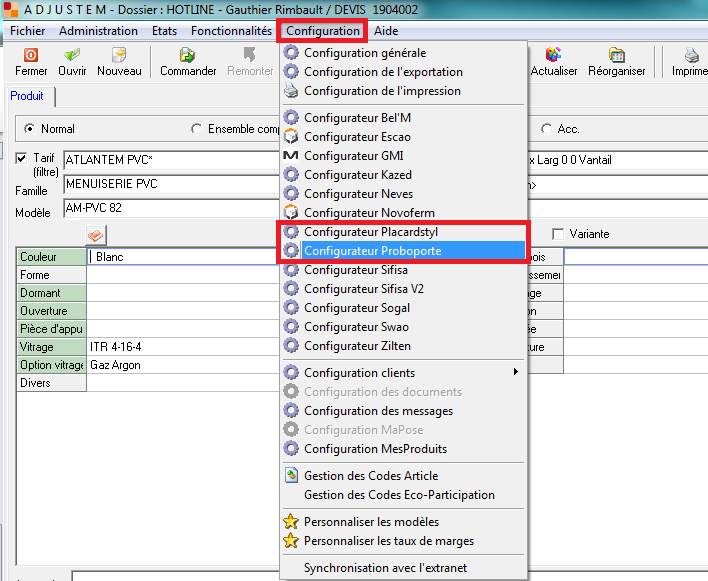 A D J U S T E M - Dossier : HOTLINE - Gauthier Rimbault / DEVIS 1904002
Fichier Administration Etats Fonctionnalités Configuration Aide
Fermer Ouvrir Nouveau Commander Remonter Actualiser Réorganiser Imprime
Configuration générale
Configuration de l'exportation
Configuration de l'impression
Configurateur Bel'M
Configurateur Escao
Configurateur GMI
Configurateur Kazed
Configurateur Neves
Configurateur Novoferm
Configurateur Placardstyl
Configurateur Proboporte
Configurateur Sifisa
Configurateur Sifisa V2
Configurateur Sogal
Configurateur Swao
Configurateur Zilten
Configuration clients
Configuration des documents
Configuration des messages
Configuration MaPose
Configuration MesProduits
Gestion des Codes Article
Gestion des Codes Eco-Participation
Personnaliser les modèles
Personnaliser les taux de marges
Synchronisation avec l'extranet
Produit
Normal Ensemble comp Acc.
Tarif (filtre) ATLANTEM PVC* x Larg 0 0 Vantail
Famille MENUISERIE PVC >
Modèle AM-PVC 82
Variante
Couleur Blanc bois
Forme ssemer
Dormant age
Ouverture on
Pièce d'appu ée
Vitrage ITR 4-16-4 ture
Option vitrage Gaz Argon
Divers